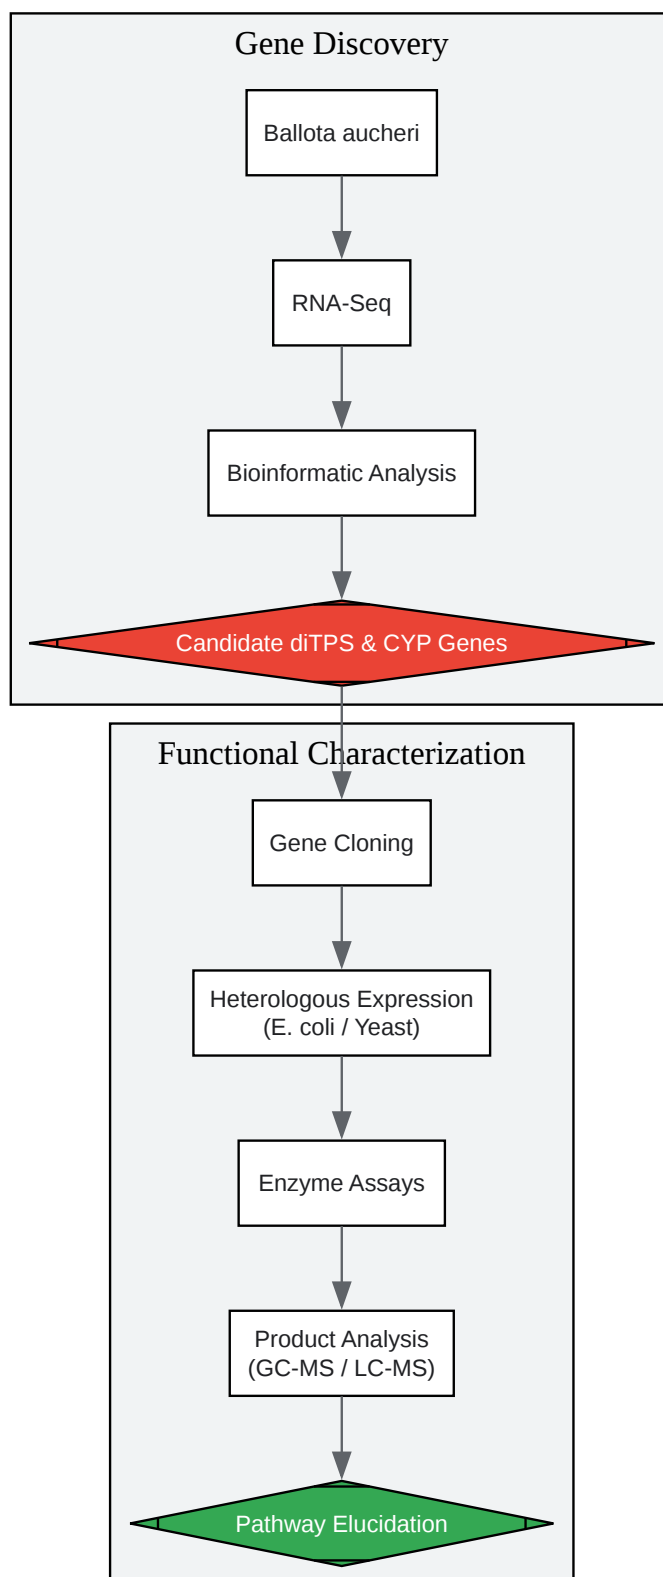 Gene Discovery
Ballota aucheri
RNA-Seq
Bioinformatic Analysis
Candidate diTPS & CYP Genes
Functional Characterization
Gene Cloning
Heterologous Expression
(E. coli / Yeast)
Enzyme Assays
Product Analysis
(GC-MS / LC-MS)
Pathway Elucidation